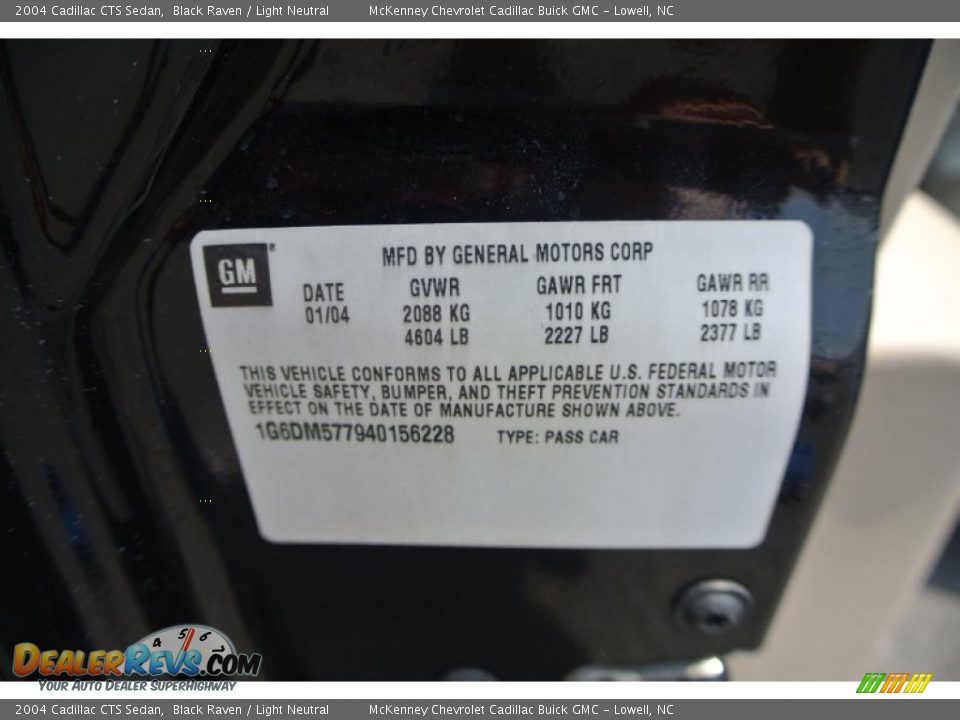 2004 Cadillac CTS Sedan, Black Raven / Light Neutral McKenney Chevrolet Cadillac Buick GMC – Lowell, NC
GM®
MFD BY GENERAL MOTORS CORP
DATE GVWR GAWR FRT GAWR RR
01/04 2088 KG 1010 KG 1078 KG
4604 LB 2227 LB 2377 LB
THIS VEHICLE CONFORMS TO ALL APPLICABLE U.S. FEDERAL MOTOR
VEHICLE SAFETY, BUMPER, AND THEFT PREVENTION STANDARDS IN
EFFECT ON THE DATE OF MANUFACTURE SHOWN ABOVE.
1G6DM577940156228 TYPE: PASS CAR
4 5 6
DEALERREVS.COM
YOUR AUTO DEALER SUPERHIGHWAY
2004 Cadillac CTS Sedan, Black Raven / Light Neutral McKenney Chevrolet Cadillac Buick GMC – Lowell, NC